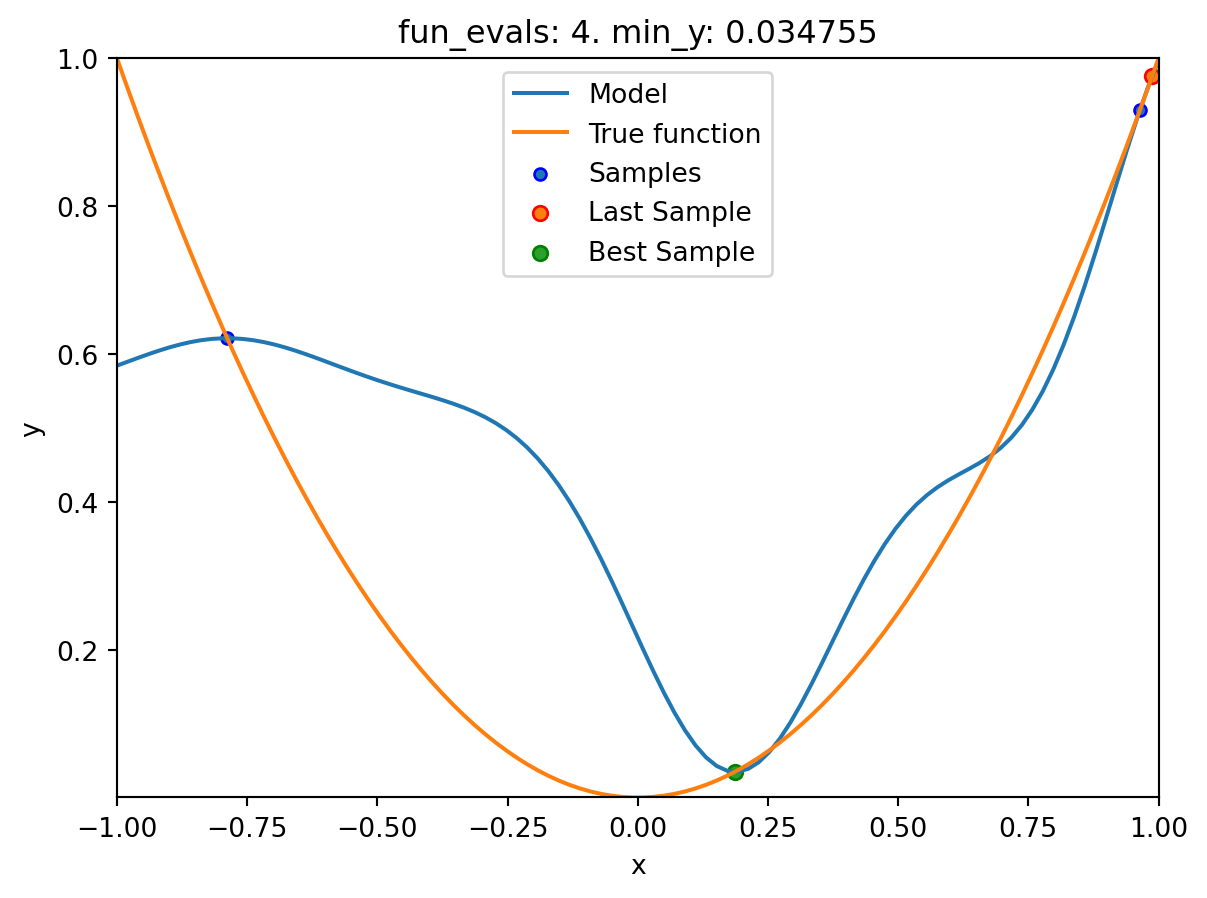 fun_evals: 4. min_y: 0.034755
Model
True function
Samples
Last Sample
Best Sample
1.0
0.8
0.6
0.4
0.2
y
−1.00 −0.75 −0.50 −0.25 0.00 0.25 0.50 0.75 1.00
x